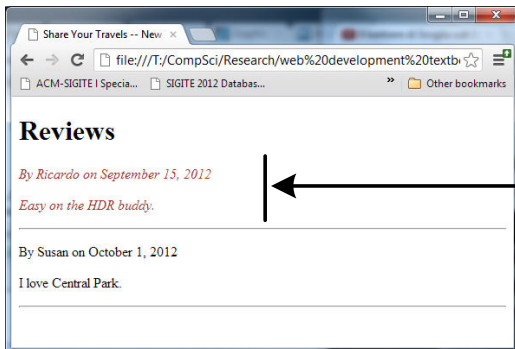 Share Your Travels -- New
file:///T:/CompSci/Research/web%20development%20textb
ACM-SIGITE I Specia...
SIGITE 2012 Databas...
»
Other bookmarks
Reviews
By Ricardo on September 15, 2012
Easy on the HDR buddy.
By Susan on October 1, 2012
I love Central Park.